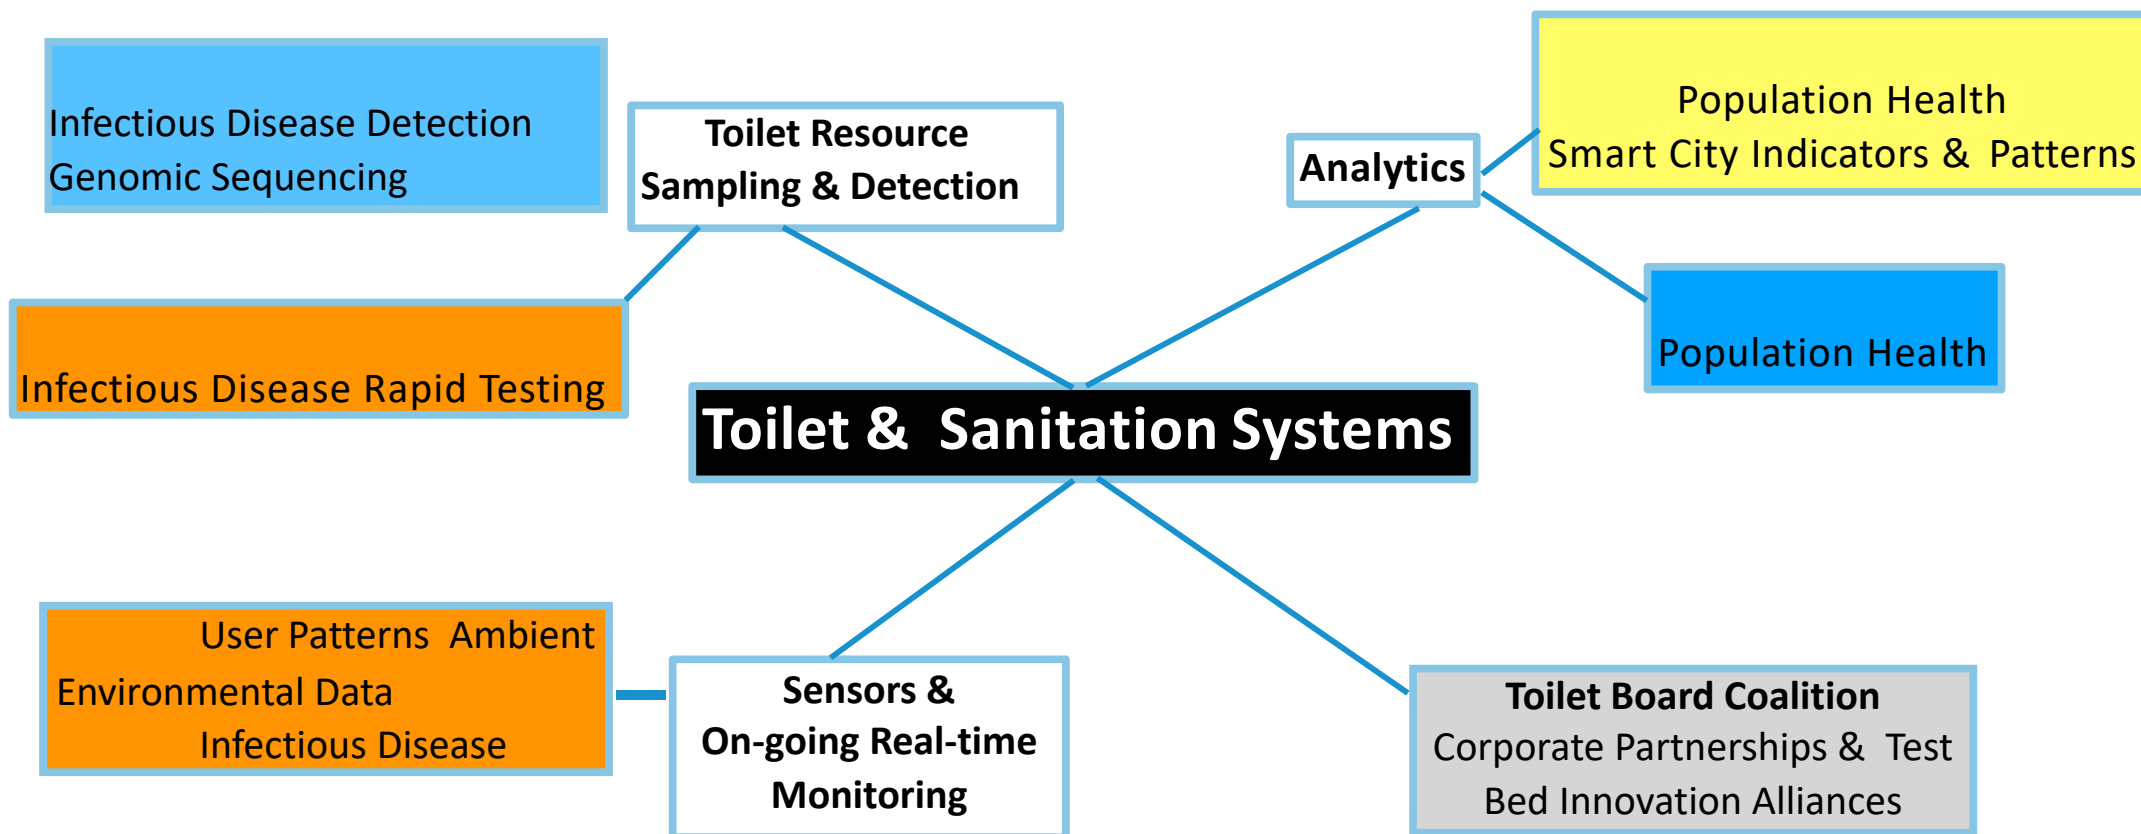 Infectious Disease Detection
Genomic Sequencing
Toilet Resource
Sampling & Detection
Analytics
Population Health
Smart City Indicators & Patterns
Infectious Disease Rapid Testing
Population Health
Toilet & Sanitation Systems
User Patterns Ambient
Environmental Data
Infectious Disease
Sensors &
On-going Real-time
Monitoring
Toilet Board Coalition
Corporate Partnerships & Test
Bed Innovation Alliances